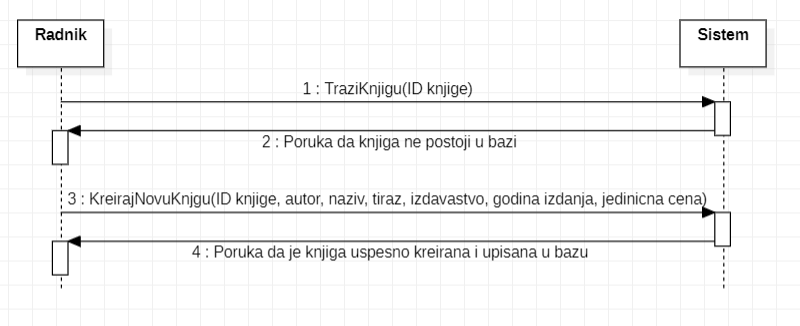 Radnik
Sistem
1 : TraziKnjigu(ID knjige)
2 : Poruka da knjiga ne postoji u bazi
3 : KreirajNovuKnjgu(ID knjige, autor, naziv, tiraz, izdavastvo, godina izdanja, jedinicna cena)
4 : Poruka da je knjiga uspesno kreirana i upisana u bazu